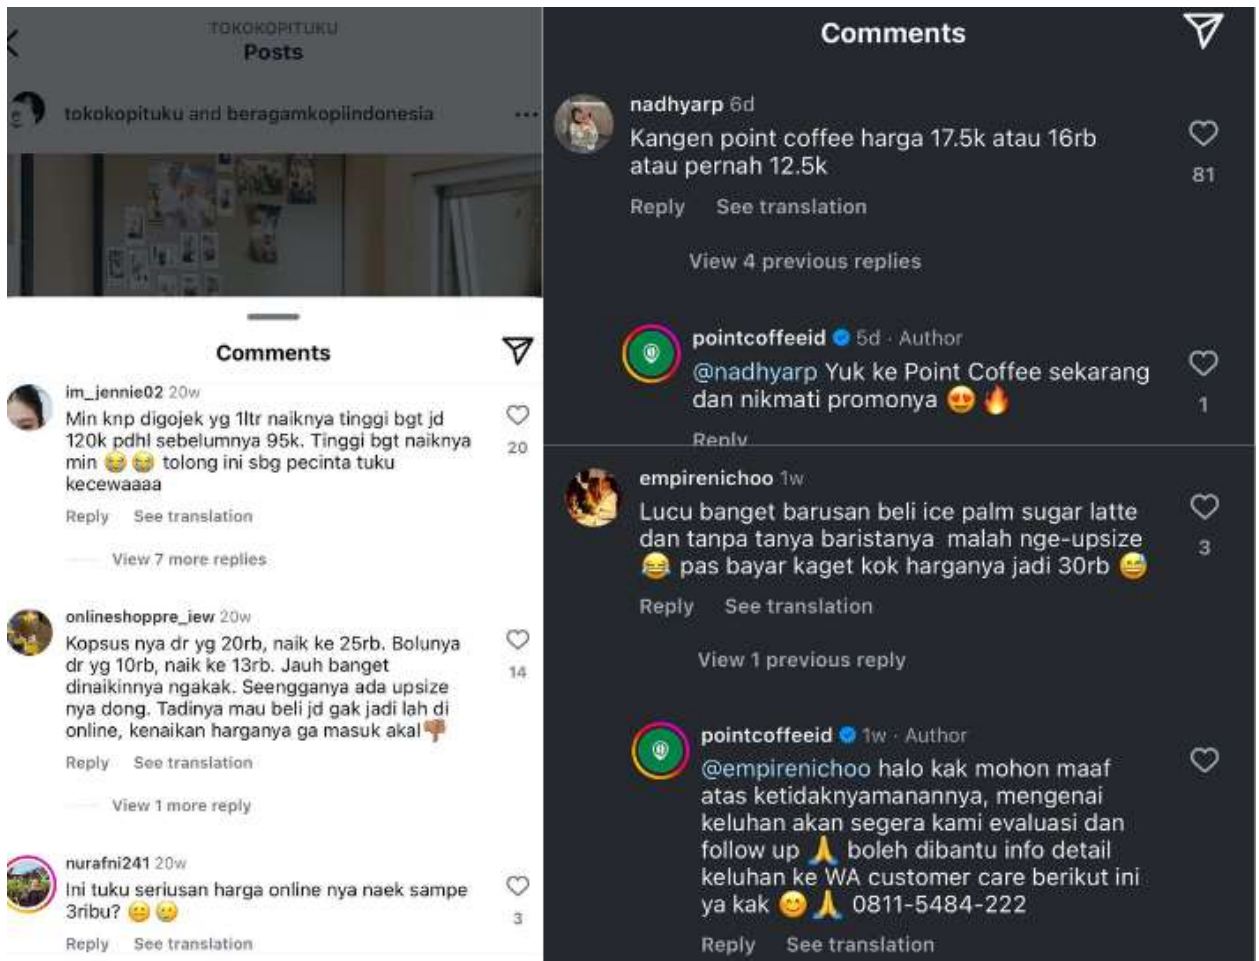 TOKOKOPITUKU
Posts
tokokopituku and beragamkopiindonesia
Comments
im_jennie02 20w
Min knp digojek yg 1ltr naiknya tinggi bgt jd
120k pdhl sebelumnya 95k. Tinggi bgt naiknya
min 😭😭 tolong ini sbg pecinta tuku
kecewaaaa
20
Reply See translation
View 7 more replies
onlineshoppre_iew 20w
Kopsus nya dr yg 20rb, naik ke 25rb. Bolunya
dr yg 10rb, naik ke 13rb. Jauh banget
dinaikinnya ngakak. Seengganya ada upsize
nya dong. Tadinya mau beli jd gak jadi lah di
online, kenaikan harganya ga masuk akal👎🏽
14
Reply See translation
View 1 more reply
nurafni241 20w
Ini tuku seriusan harga online nya naek sampe
3ribu? 😐🥲
3
Reply See translation
Comments
nadhyarp 6d
Kangen point coffee harga 17.5k atau 16rb
atau pernah 12.5k
81
Reply See translation
View 4 previous replies
pointcoffeeid 5d · Author
@nadhyarp Yuk ke Point Coffee sekarang
dan nikmati promonya 😍🔥
1
Reply
empirenichoo 1w
Lucu banget barusan beli ice palm sugar latte
dan tanpa tanya baristanya malah nge-upsize
😂 pas bayar kaget kok harganya jadi 30rb 😅
3
Reply See translation
View 1 previous reply
pointcoffeeid 1w · Author
@empirenichoo halo kak mohon maaf
atas ketidaknyamanannya, mengenai
keluhan akan segera kami evaluasi dan
follow up 🙏 boleh dibantu info detail
keluhan ke WA customer care berikut ini
ya kak 😊🙏 0811-5484-222
Reply See translation